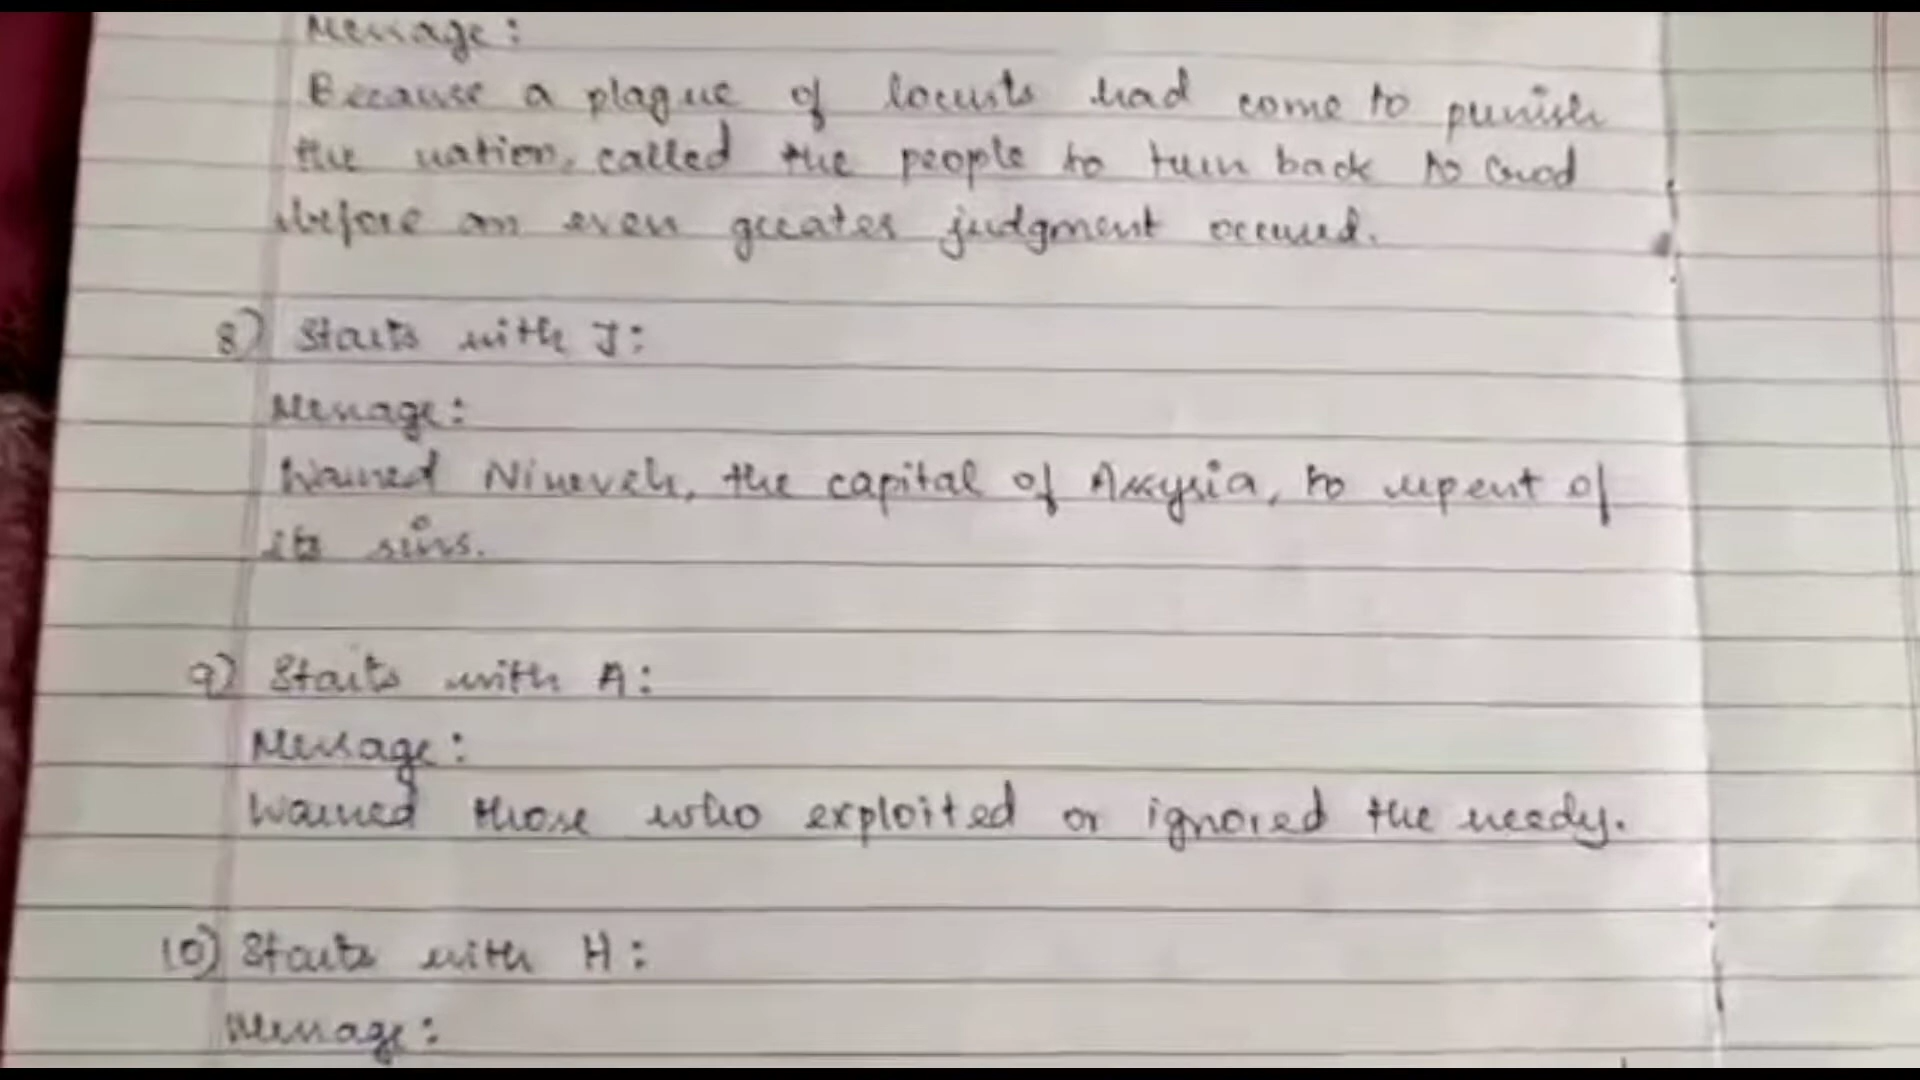 Message:
Because a plague of locusts had come to punish
the nation, called the people to turn back to God
before an even greater judgment occured.
8) Starts with J:
Message:
Warned Nineveh, the capital of Assyria, to repent of
its sins.
9) Starts with A:
Message:
Warned those who exploited or ignored the needy.
10) Starts with H:
Message: